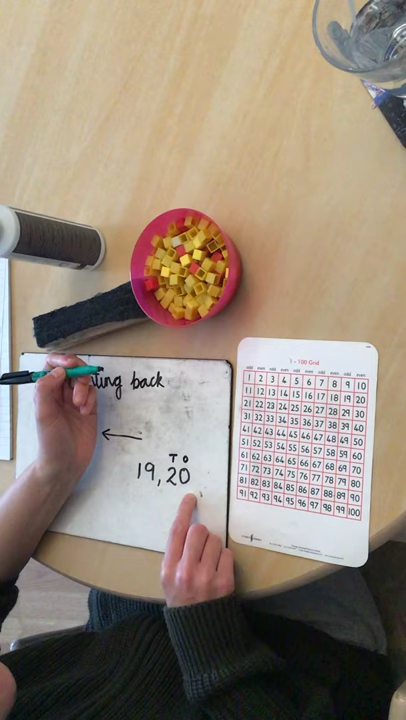 ting back
←
T O
19, 20
1 - 100 Grid
odd even odd even odd even odd even odd even
1 2 3 4 5 6 7 8 9 10
11 12 13 14 15 16 17 18 19 20
21 22 23 24 25 26 27 28 29 30
31 32 33 34 35 36 37 38 39 40
41 42 43 44 45 46 47 48 49 50
51 52 53 54 55 56 57 58 59 60
61 62 63 64 65 66 67 68 69 70
71 72 73 74 75 76 77 78 79 80
81 82 83 84 85 86 87 88 89 90
91 92 93 94 95 96 97 98 99 100